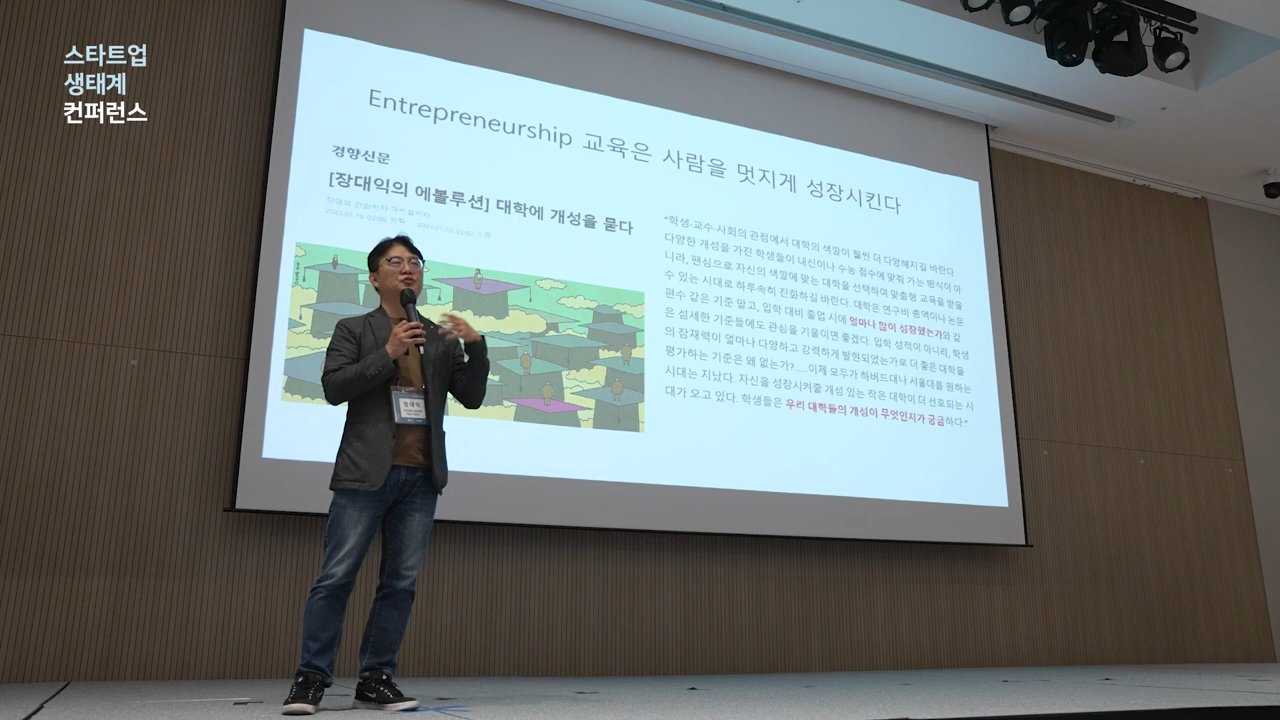 스타트업
생태계
컨퍼런스
Entrepreneurship 교육은 사람을 멋지게 성장시킨다
경향신문
[장대익의 에볼루션] 대학에 개성을 묻다
“학생·교수·사회의 관점에서 대학의 색깔이 훨씬 더 다양해지길 바란다
다양한 개성을 가진 학생들이 내신이나 수능 점수에 맞춰 가는 방식이 아
니라, 팬심으로 자신의 색깔에 맞는 대학을 선택하여 맞춤형 교육을 받을
수 있는 시대로 하루속히 진화하길 바란다. 대학은 연구비 총액이나 논문
편수 같은 기준 말고, 입학 대비 졸업 시에 얼마나 많이 성장했는가와 같
은 섬세한 기준들에도 관심을 기울이면 좋겠다. 입학 성적이 아니라, 학생
의 잠재력이 얼마나 다양하고 강력하게 발현되었는가로 더 좋은 대학을
평가하는 기준은 왜 없는가?.....이제 모두가 하버드대나 서울대를 원하는
시대는 지났다. 자신을 성장시켜줄 개성 있는 작은 대학이 더 선호되는 시
대가 오고 있다. 학생들은 우리 대학들의 개성이 무엇인지가 궁금하다”
장대익